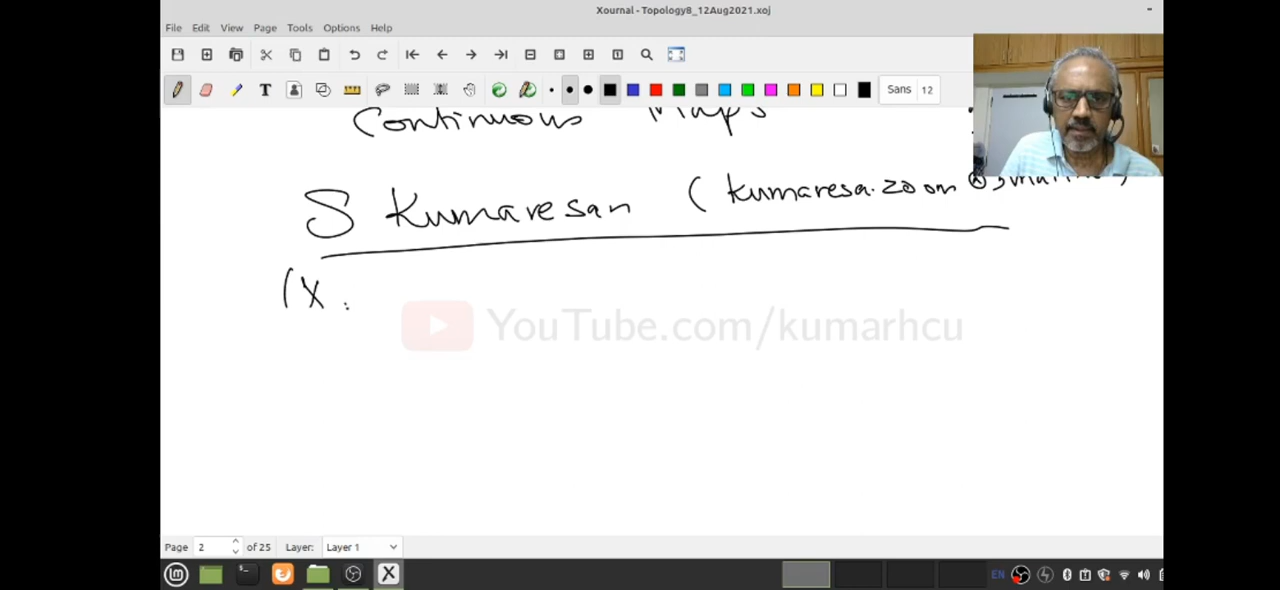 Xournal - Topology8_12Aug2021.xoj
File Edit View Page Tools Options Help
Sans 12
Continuous Maps
S Kumaresan (kumaresa.zoom@
(X,
YouTube.com/kumarhcu
Page 2 of 25 Layer: Layer 1
EN